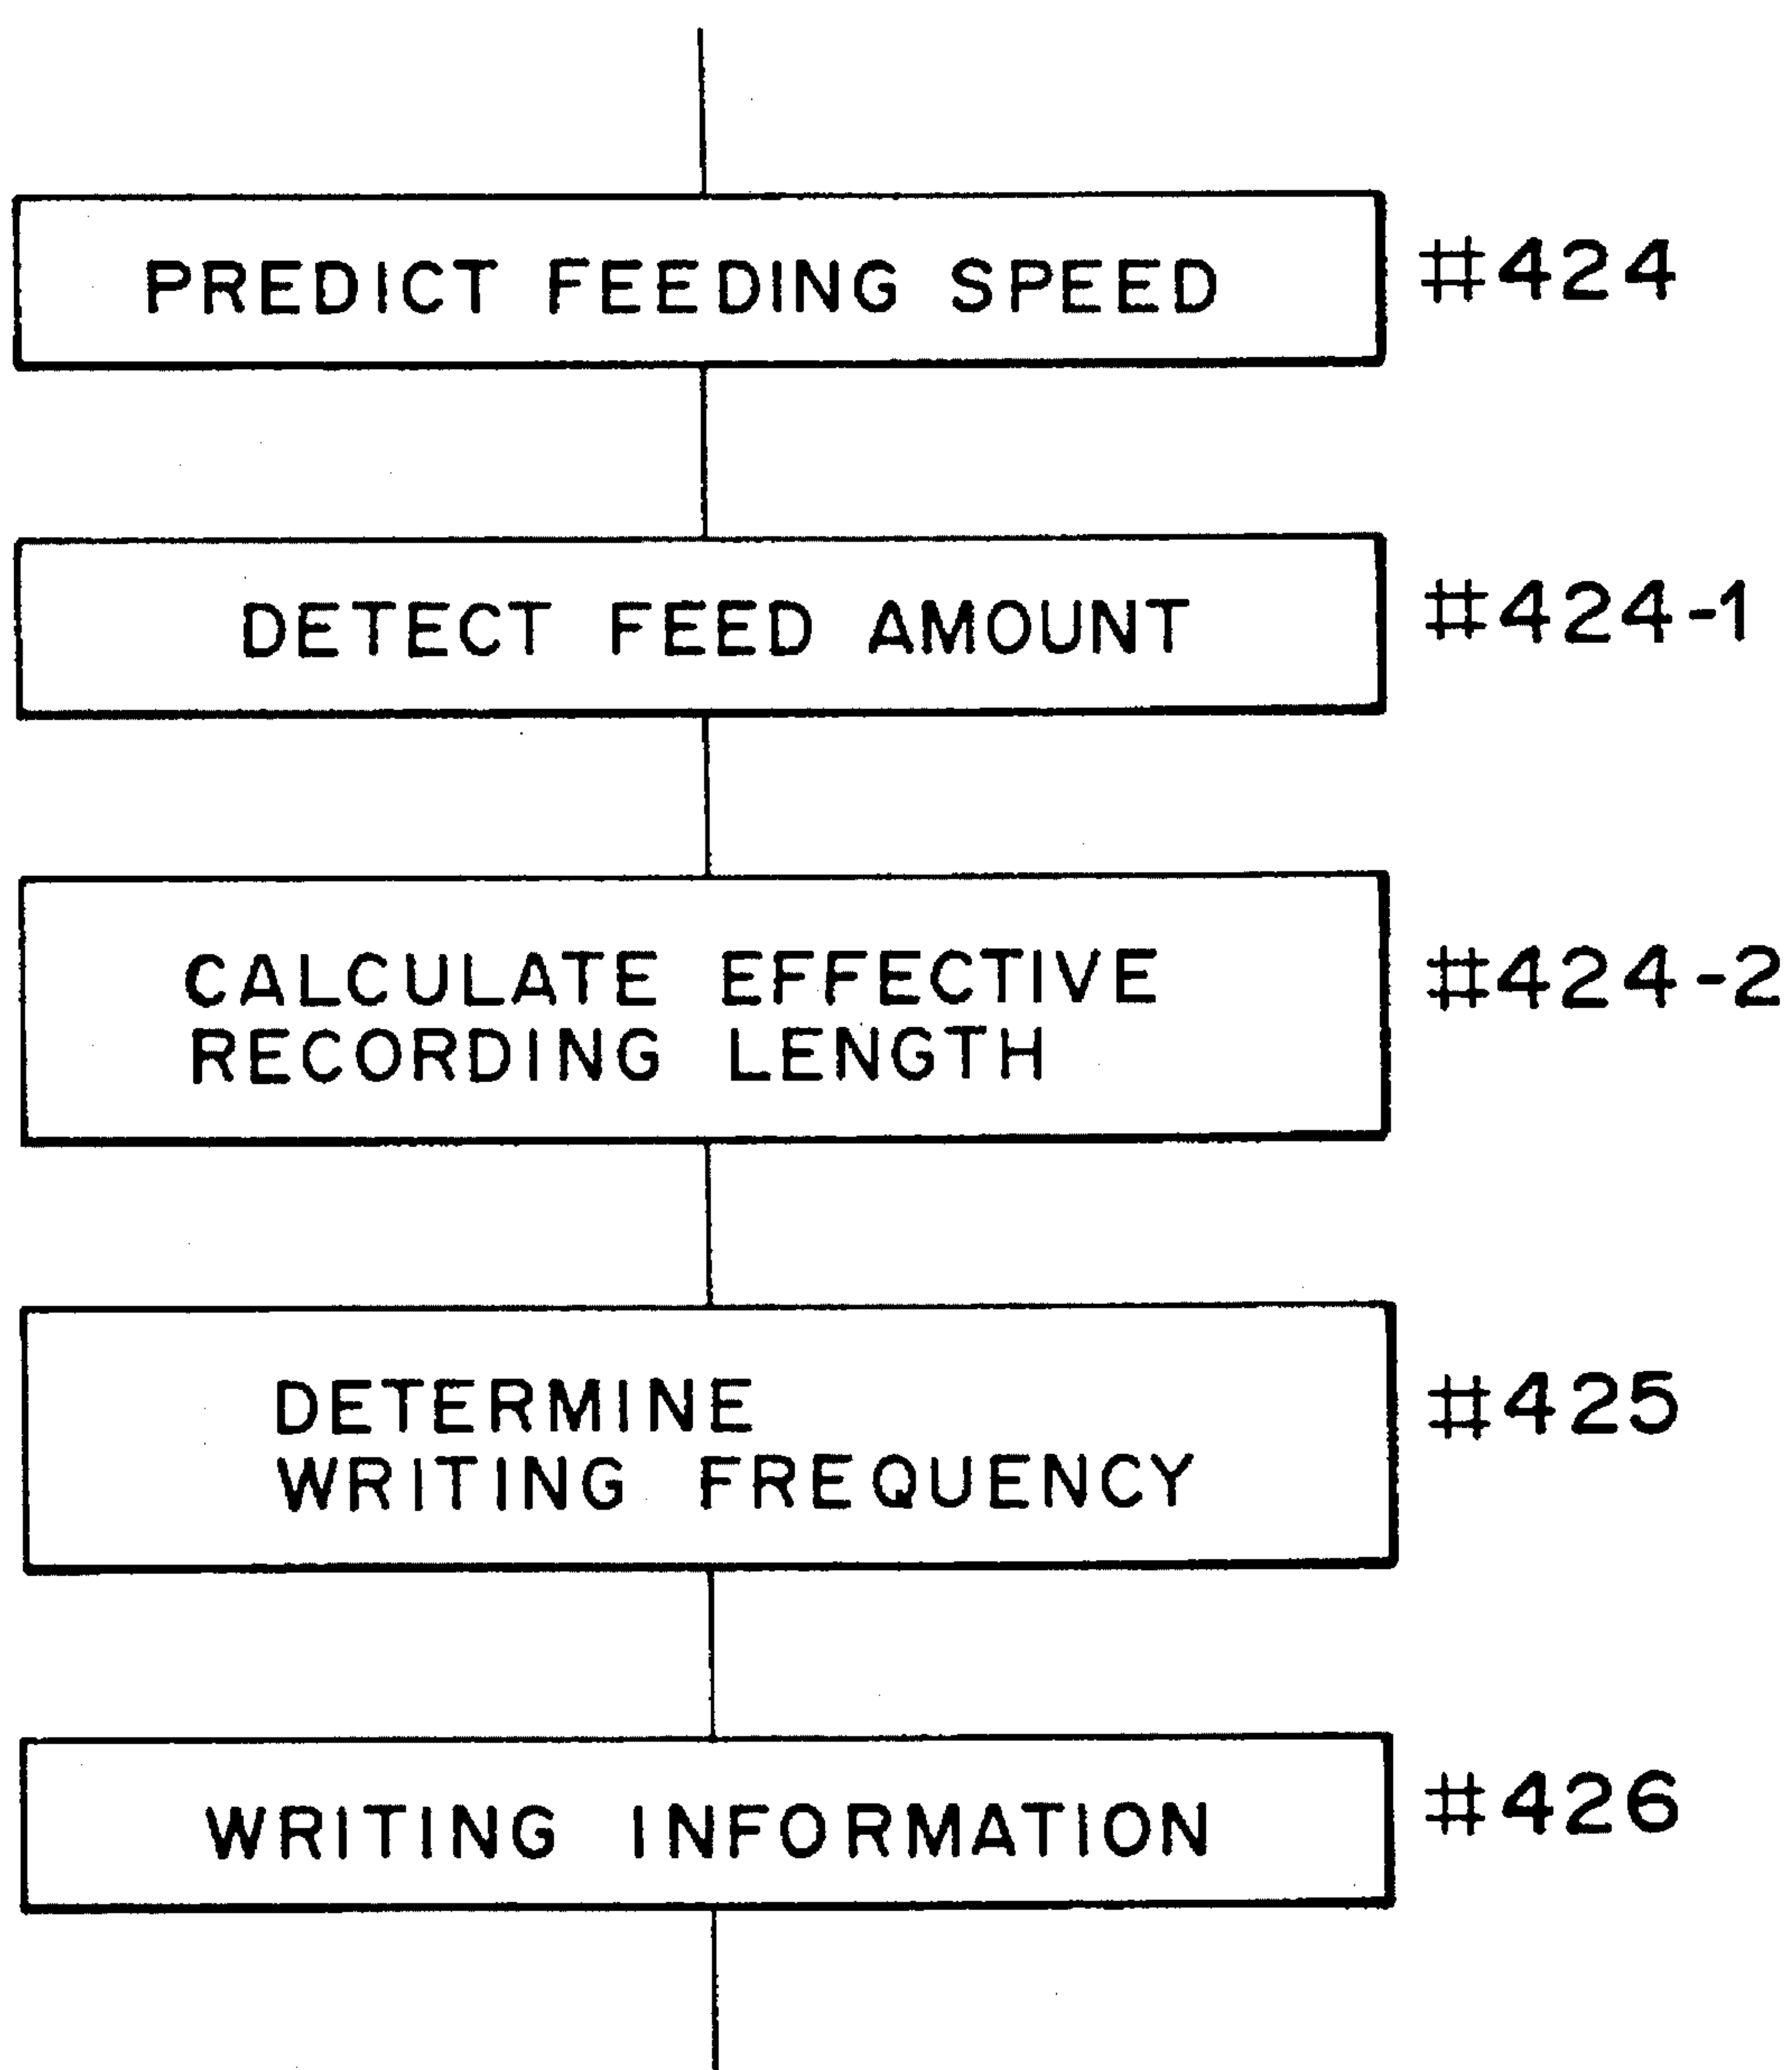 PREDICT FEEDING SPEED #424
DETECT FEED AMOUNT #424-1
CALCULATE EFFECTIVE #424-2
RECORDING LENGTH
DETERMINE #425
WRITING FREQUENCY
WRITING INFORMATION #426